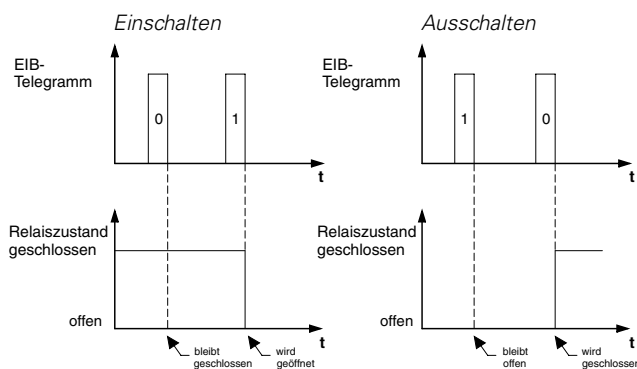 Einschalten
EIB-
Telegramm
0
1
t
Relaiszustand
geschlossen
offen
t
bleibt
geschlossen
wird
geöffnet
Ausschalten
EIB-
Telegramm
1
0
t
Relaiszustand
geschlossen
offen
t
bleibt
offen
wird
geschlossen